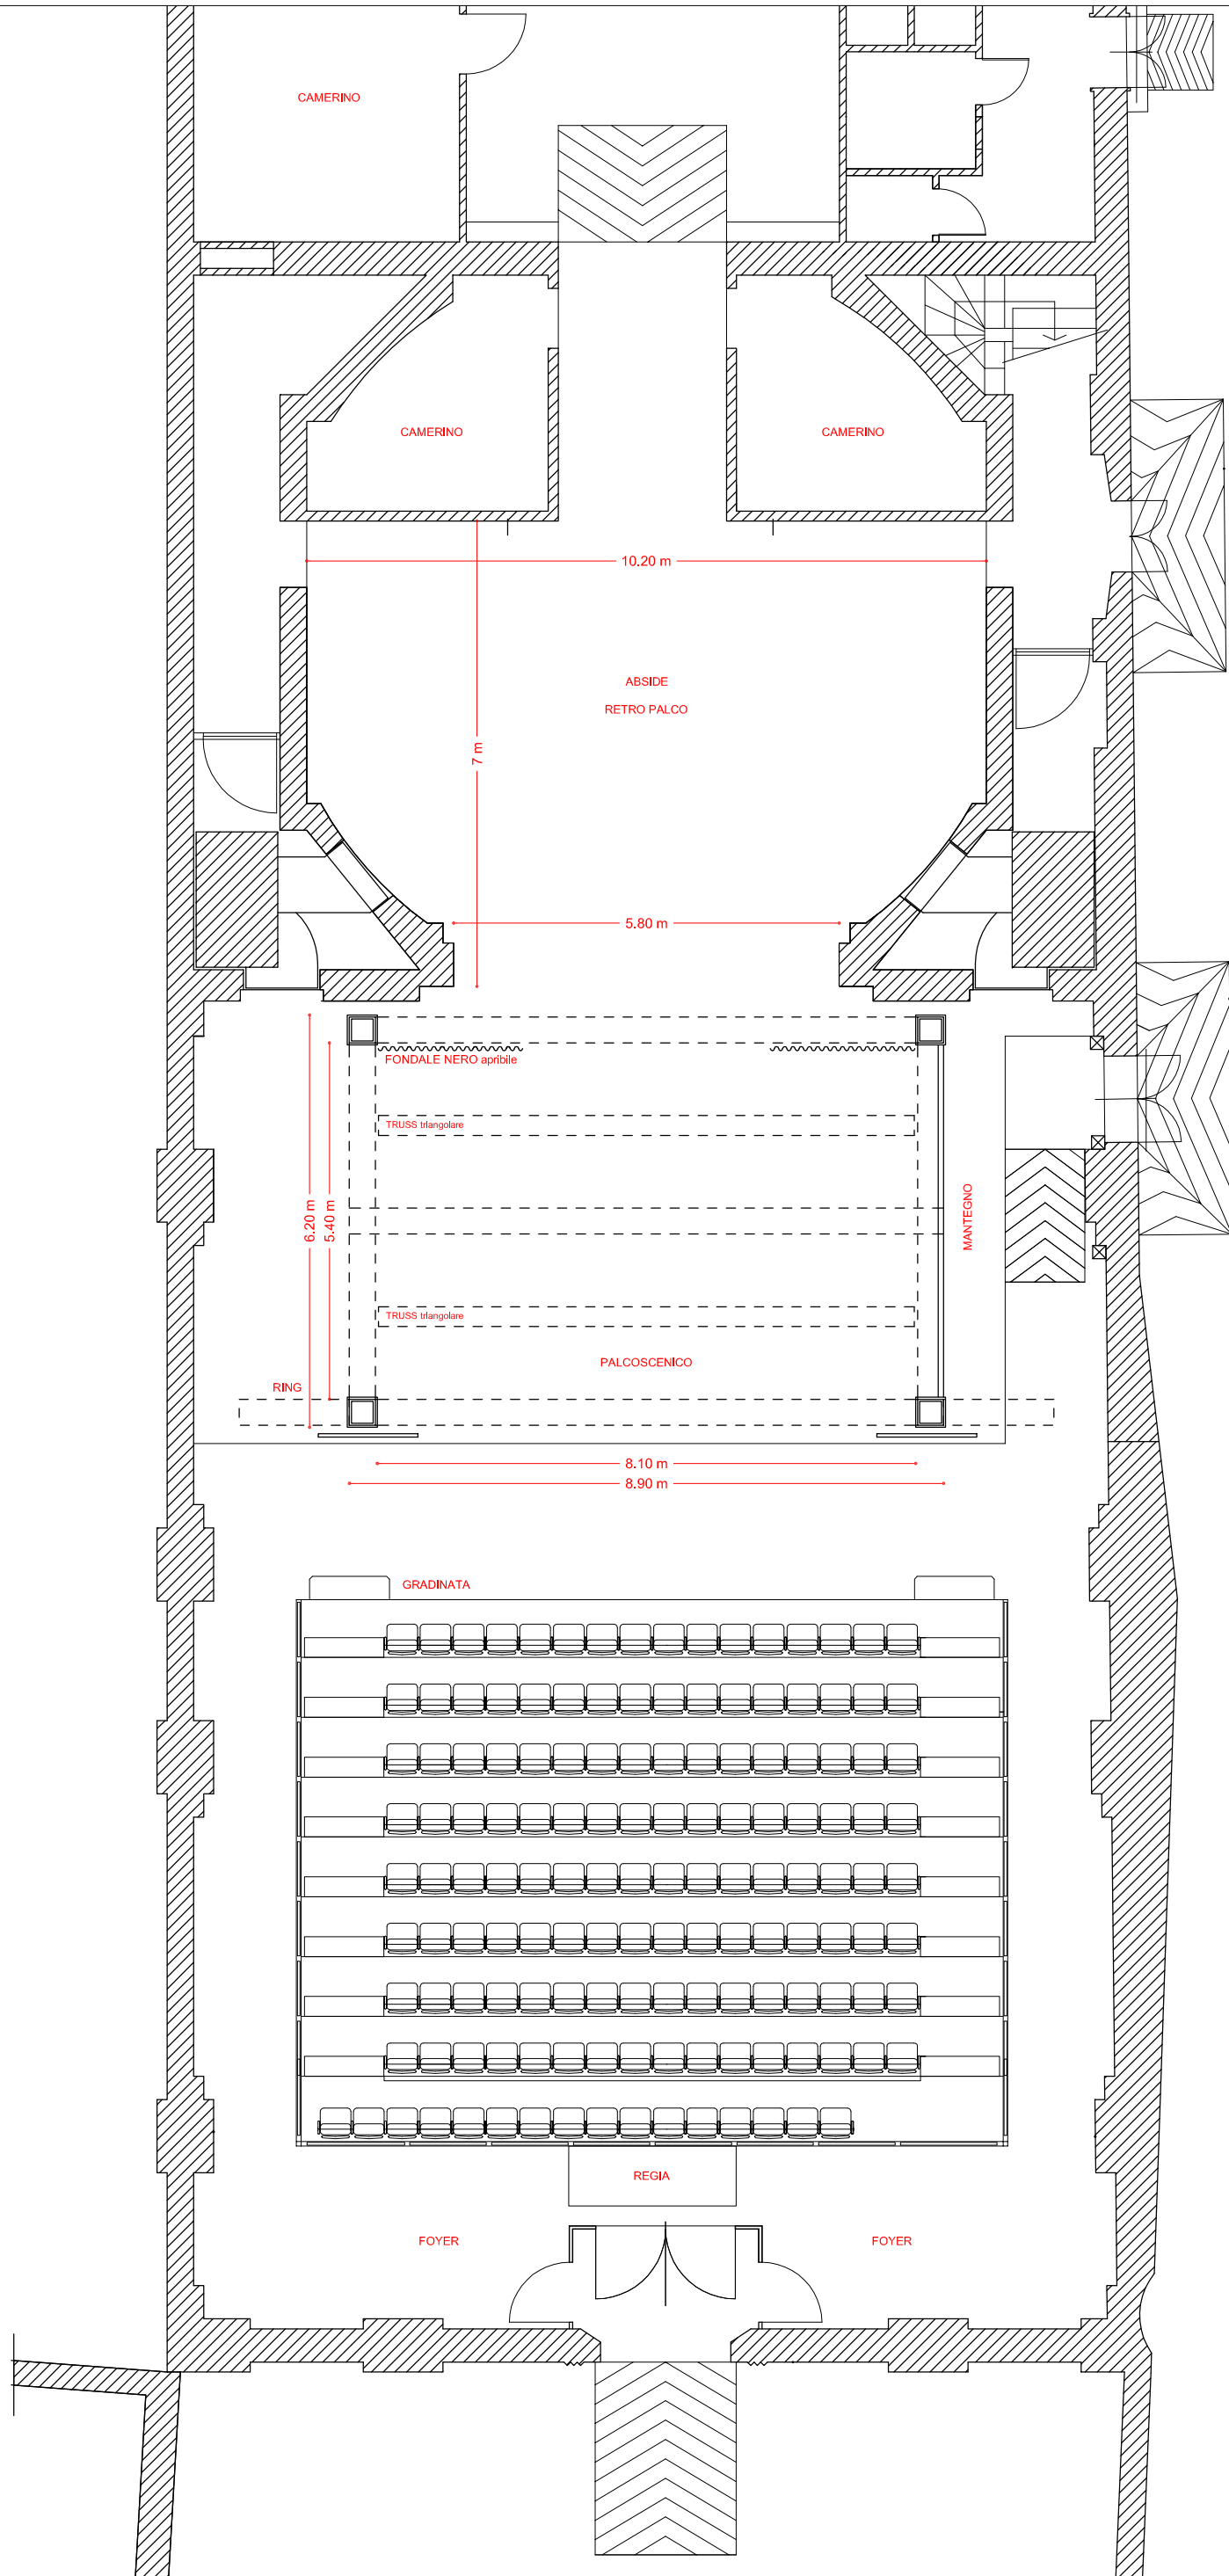 CAMERINO
CAMERINO
CAMERINO
10.20 m
ABSIDE
RETRO PALCO
7 m
5.80 m
FONDALE NERO apribile
TRUSS triangolare
6.20 m
5.40 m
MANTEGNO
TRUSS triangolare
PALCOSCENICO
RING
8.10 m
8.90 m
GRADINATA
REGIA
FOYER
FOYER